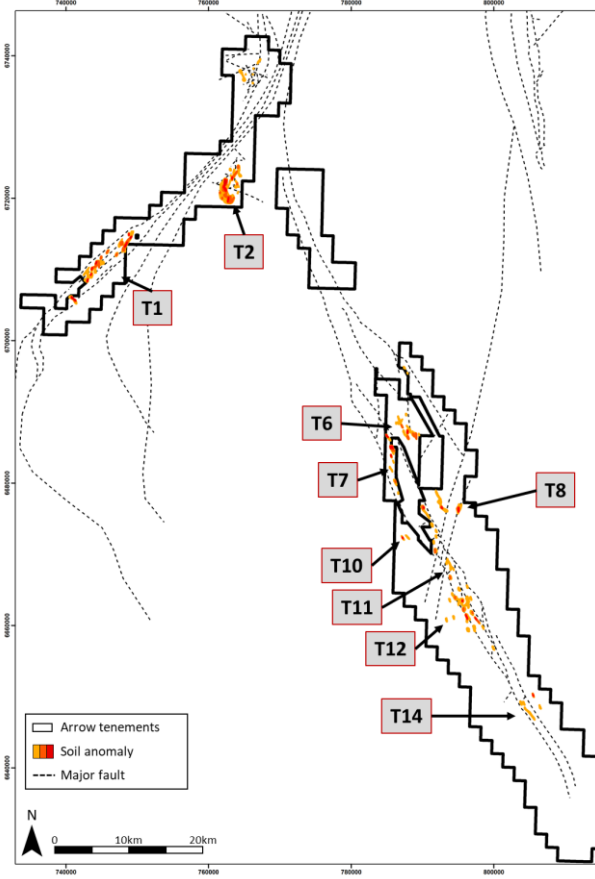 740000 760000 780000 800000
6740000
6720000
T2
T1
6700000
T6
T7
T8
6680000
T10
T11
6660000
T12
T14
Arrow tenements
Soil anomaly
Major fault
6640000
N
0 10km 20km
740000 760000 780000 800000